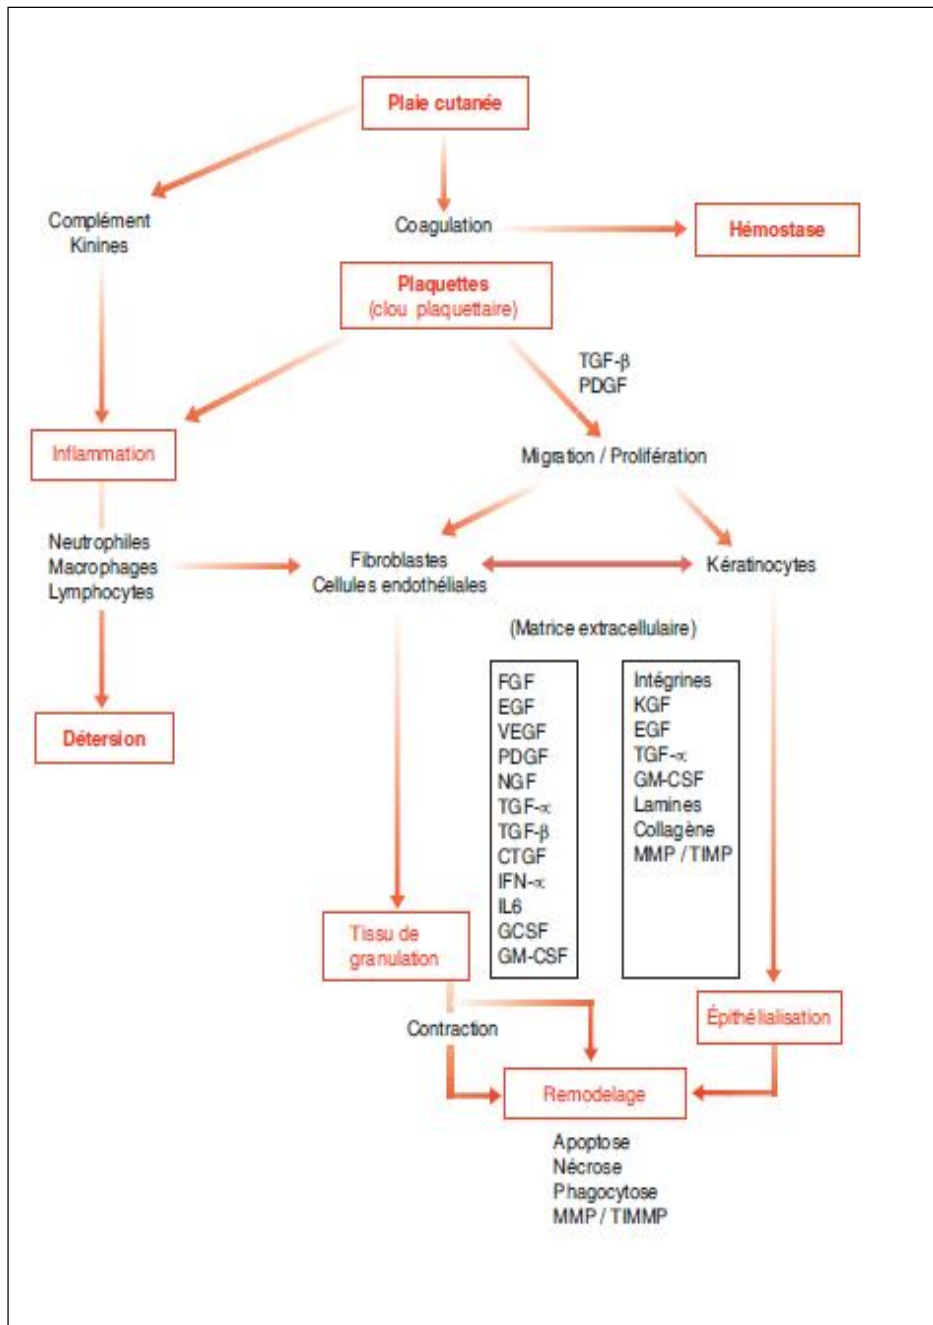 Plaie cutanée
Complément
Kinines
Coagulation
Hémostase
Plaquettes
(clou plaquettaire)
TGF-β
PDGF
Inflammation
Migration / Prolifération
Neutrophiles
Macrophages
Lymphocytes
Fibroblastes
Cellules endothéliales
Kératinocytes
(Matrice extracellulaire)
Détersion
FGF
EGF
VEGF
PDGF
NGF
TGF-∝
TGF-β
CTGF
IFN-∝
IL6
GCSF
GM-CSF
Intégrines
KGF
EGF
TGF-∝
GM-CSF
Lamines
Collagène
MMP / TIMP
Tissu de
granulation
Épithélialisation
Contraction
Remodelage
Apoptose
Nécrose
Phagocytose
MMP / TIMMP